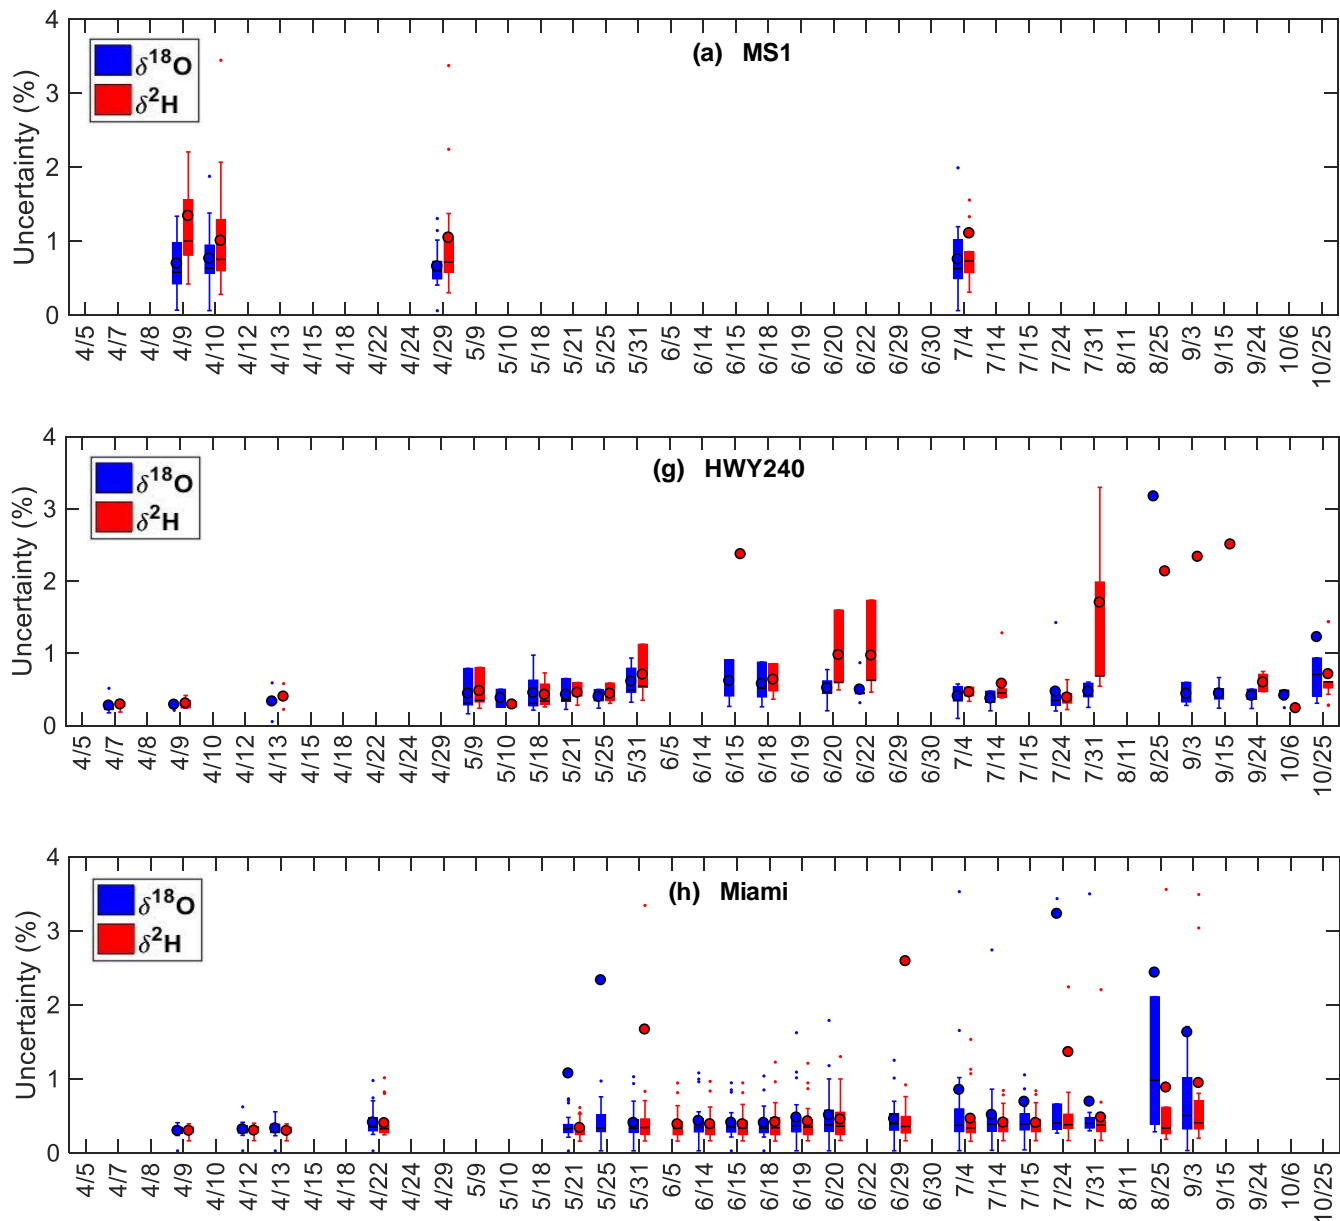 (a) MS1
δ18O
δ2H
Uncertainty (%)
4
3
2
1
0
4/5 4/7 4/8 4/9 4/10 4/12 4/13 4/15 4/18 4/22 4/24 4/29 5/9 5/10 5/18 5/21 5/25 5/31 6/5 6/14 6/15 6/18 6/19 6/20 6/22 6/29 6/30 7/4 7/14 7/15 7/24 7/31 8/11 8/25 9/3 9/15 9/24 10/6 10/25
(g) HWY240
δ18O
δ2H
Uncertainty (%)
4
3
2
1
0
4/5 4/7 4/8 4/9 4/10 4/12 4/13 4/15 4/18 4/22 4/24 4/29 5/9 5/10 5/18 5/21 5/25 5/31 6/5 6/14 6/15 6/18 6/19 6/20 6/22 6/29 6/30 7/4 7/14 7/15 7/24 7/31 8/11 8/25 9/3 9/15 9/24 10/6 10/25
(h) Miami
δ18O
δ2H
Uncertainty (%)
4
3
2
1
0
4/5 4/7 4/8 4/9 4/10 4/12 4/13 4/15 4/18 4/22 4/24 4/29 5/9 5/10 5/18 5/21 5/25 5/31 6/5 6/14 6/15 6/18 6/19 6/20 6/22 6/29 6/30 7/4 7/14 7/15 7/24 7/31 8/11 8/25 9/3 9/15 9/24 10/6 10/25